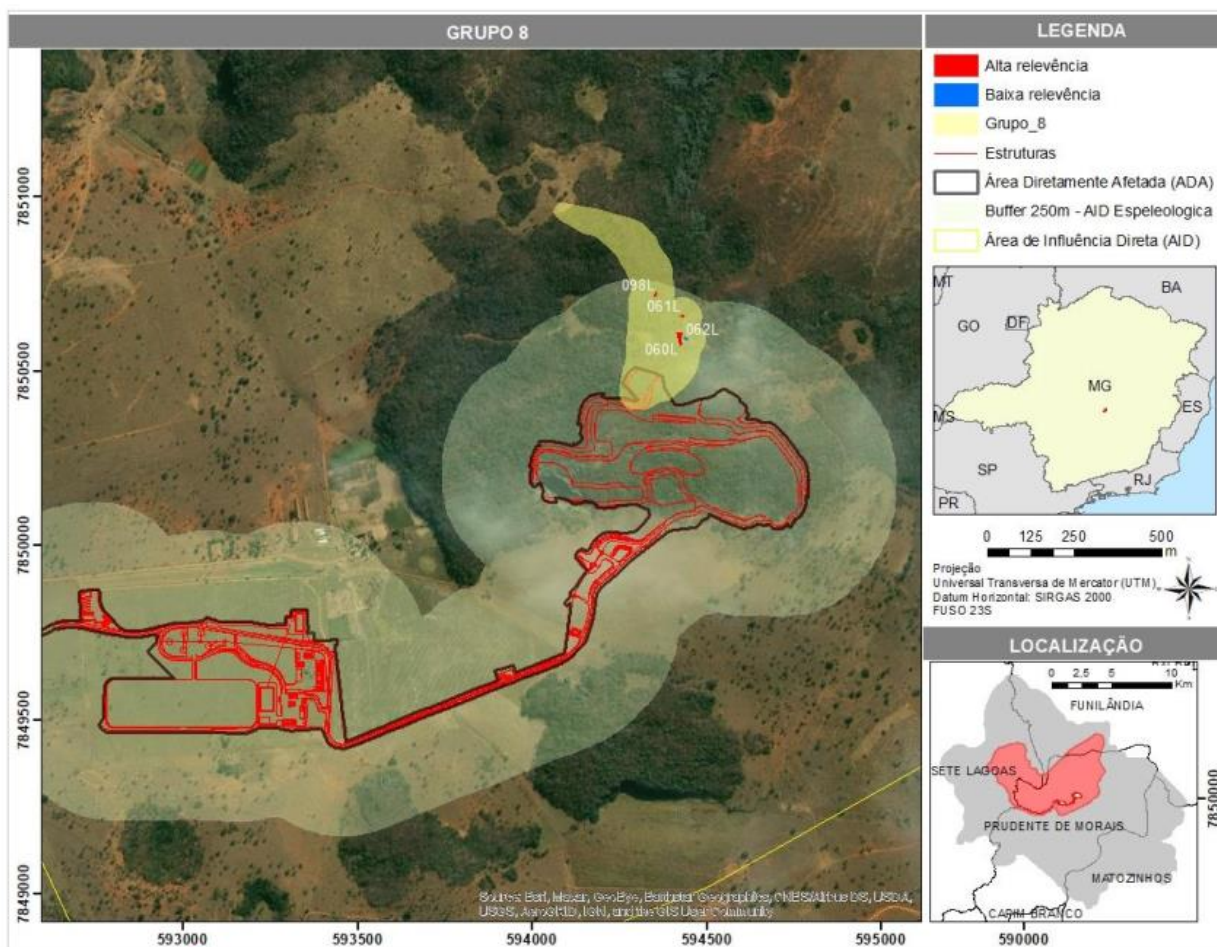 GRUPO 8
7851000
7850500
7850000
7849500
7849000
098L
061L
062L
060L
593000
593500
594000
594500
595000
LEGENDA
Alta relevência
Baixa relevência
Grupo_8
Estruturas
Área Diretamente Afetada (ADA)
Buffer 250m - AID Espeleologica
Área de Influência Direta (AID)
MT
BA
GO
DF
MG
MS
ES
SP
RJ
PR
0 125 250 500
m
Projeção
Universal Transversa de Mercator (UTM)
Datum Horizontal: SIRGAS 2000
FUSO 23S
LOCALIZAÇÃO
0 2,5 5 10
Km
FUNILÂNDIA
SETE LAGOAS
PRUDENTE DE MORAIS
MATOZINHOS
CAPIM BRANCO
7850000
590000